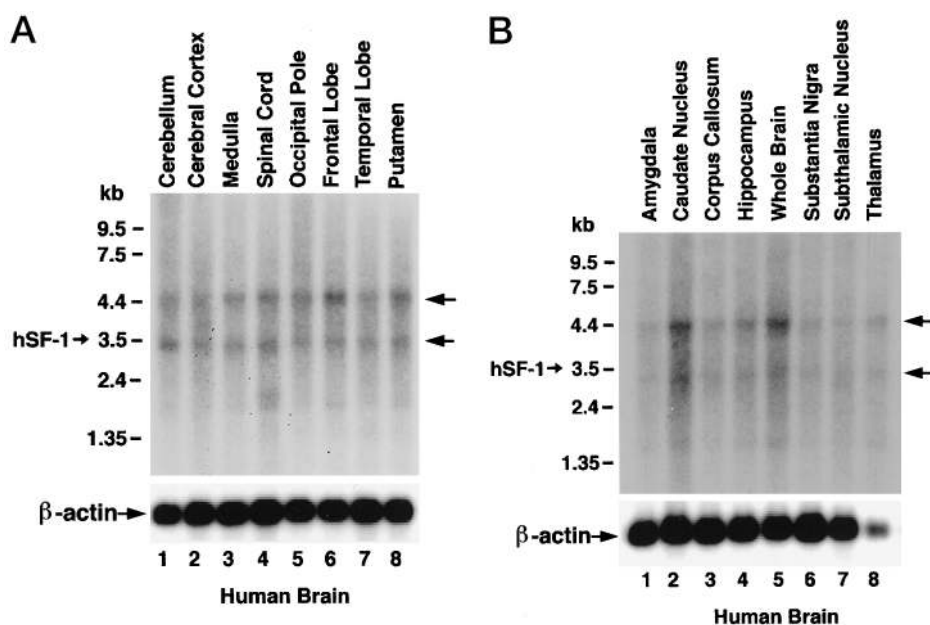 A
Cerebellum
Cerebral Cortex
Medulla
Spinal Cord
Occipital Pole
Frontal Lobe
Temporal Lobe
Putamen
kb
9.5
7.5
4.4
hSF-1 3.5
2.4
1.35
β-actin
1 2 3 4 5 6 7 8
Human Brain
B
Amygdala
Caudate Nucleus
Corpus Callosum
Hippocampus
Whole Brain
Substantia Nigra
Subthalamic Nucleus
Thalamus
kb
9.5
7.5
4.4
hSF-1 3.5
2.4
1.35
β-actin
1 2 3 4 5 6 7 8
Human Brain